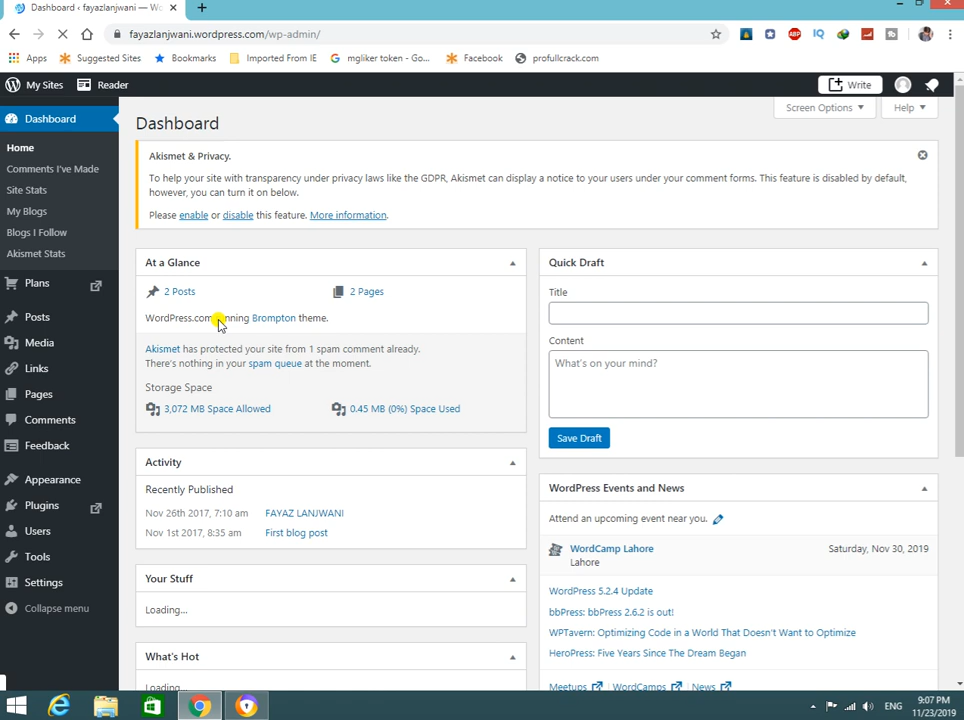 Dashboard ‹ fayazlanjwani — Wo
fayazlanjwani.wordpress.com/wp-admin/
ABP
IQ
Apps
Suggested Sites
Bookmarks
Imported From IE
mgliker token - Go...
Facebook
profullcrack.com
My Sites
Reader
Write
Dashboard
Home
Comments I've Made
Site Stats
My Blogs
Blogs I Follow
Akismet Stats
Plans
Posts
Media
Links
Pages
Comments
Feedback
Appearance
Plugins
Users
Tools
Settings
Collapse menu
Screen Options
Help
Dashboard
Akismet & Privacy.
To help your site with transparency under privacy laws like the GDPR, Akismet can display a notice to your users under your comment forms. This feature is disabled by default,
however, you can turn it on below.
Please enable or disable this feature. More information.
At a Glance
2 Posts
2 Pages
WordPress.com nning Brompton theme.
Akismet has protected your site from 1 spam comment already.
There's nothing in your spam queue at the moment.
Storage Space
3,072 MB Space Allowed
0.45 MB (0%) Space Used
Activity
Recently Published
Nov 26th 2017, 7:10 am FAYAZ LANJWANI
Nov 1st 2017, 8:35 am First blog post
Your Stuff
Loading...
What's Hot
Loading
Quick Draft
Title
Content
What's on your mind?
Save Draft
WordPress Events and News
Attend an upcoming event near you.
WordCamp Lahore Saturday, Nov 30, 2019
Lahore
WordPress 5.2.4 Update
bbPress: bbPress 2.6.2 is out!
WPTavern: Optimizing Code in a World That Doesn't Want to Optimize
HeroPress: Five Years Since The Dream Began
Meetups WordCamps News
ENG
9:07 PM
11/23/2019